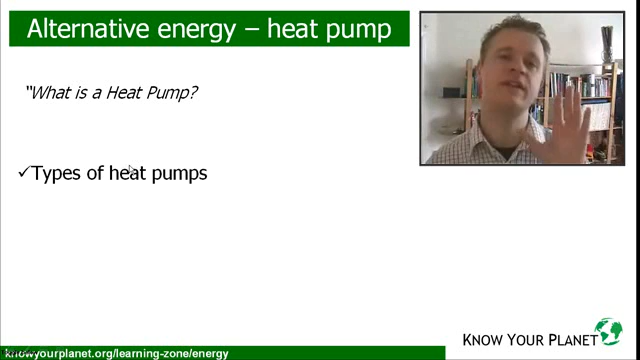 Alternative energy – heat pump
"What is a Heat Pump?
✓Types of heat pumps
KNOW YOUR PLANET
knowyourplanet.org/learning-zone/energy